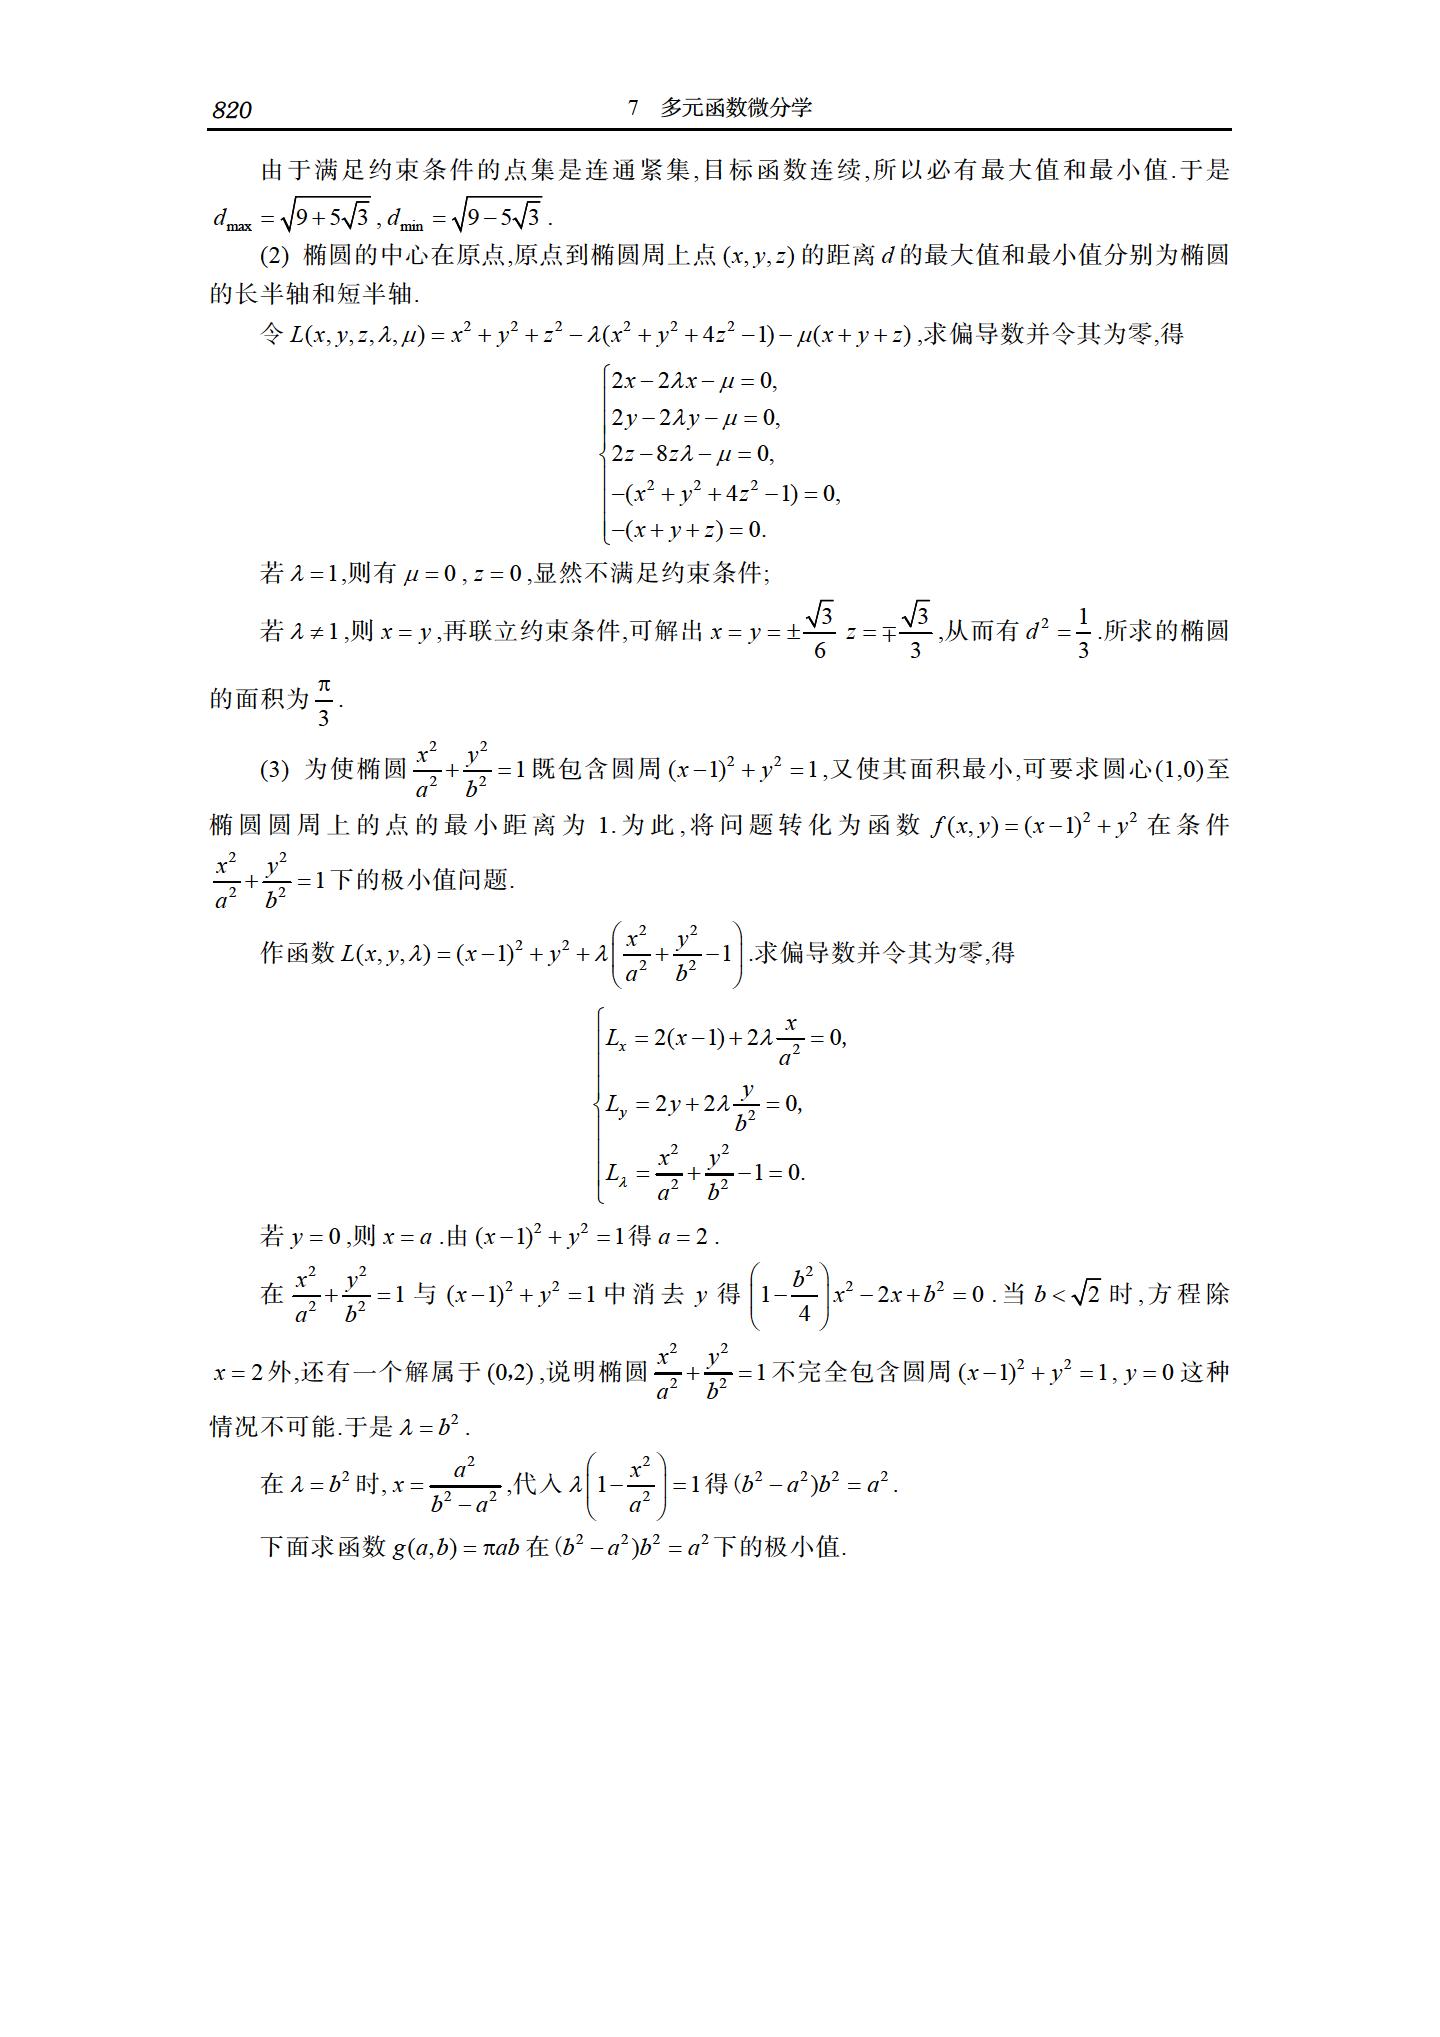 820 7 多元函数微分学
由于满足约束条件的点集是连通紧集,目标函数连续,所以必有最大值和最小值.于是
$d_{\max} = \sqrt{9+5\sqrt{3}}$ , $d_{\min} = \sqrt{9-5\sqrt{3}}$ .
(2) 椭圆的中心在原点,原点到椭圆周上点 $(x, y, z)$ 的距离 $d$ 的最大值和最小值分别为椭圆
的长半轴和短半轴.
令 $L(x, y, z, \lambda, \mu) = x^2 + y^2 + z^2 - \lambda(x^2 + y^2 + 4z^2 - 1) - \mu(x + y + z)$ ,求偏导数并令其为零,得
$2x - 2\lambda x - \mu = 0,$
$2y - 2\lambda y - \mu = 0,$
$2z - 8z\lambda - \mu = 0,$
$-(x^2 + y^2 + 4z^2 - 1) = 0,$
$-(x + y + z) = 0.$
若 $\lambda = 1$,则有 $\mu = 0$ , $z = 0$ ,显然不满足约束条件;
若 $\lambda \neq 1$ ,则 $x = y$ ,再联立约束条件,可解出 $x = y = \pm\frac{\sqrt{3}}{6}$ $z = \mp\frac{\sqrt{3}}{3}$ ,从而有 $d^2 = \frac{1}{3}$ .所求的椭圆
的面积为 $\frac{\pi}{3}$ .
(3) 为使椭圆 $\frac{x^2}{a^2} + \frac{y^2}{b^2} = 1$ 既包含圆周 $(x-1)^2 + y^2 = 1$ ,又使其面积最小,可要求圆心(1,0)至
椭圆圆周上的点的最小距离为 1.为此,将问题转化为函数 $f(x, y) = (x-1)^2 + y^2$ 在条件
$\frac{x^2}{a^2} + \frac{y^2}{b^2} = 1$ 下的极小值问题.
作函数 $L(x, y, \lambda) = (x-1)^2 + y^2 + \lambda\left(\frac{x^2}{a^2} + \frac{y^2}{b^2} - 1\right)$ .求偏导数并令其为零,得
$L_x = 2(x-1) + 2\lambda\frac{x}{a^2} = 0,$
$L_y = 2y + 2\lambda\frac{y}{b^2} = 0,$
$L_\lambda = \frac{x^2}{a^2} + \frac{y^2}{b^2} - 1 = 0.$
若 $y = 0$ ,则 $x = a$ .由 $(x-1)^2 + y^2 = 1$ 得 $a = 2$ .
在 $\frac{x^2}{a^2} + \frac{y^2}{b^2} = 1$ 与 $(x-1)^2 + y^2 = 1$ 中消去 $y$ 得 $\left(1 - \frac{b^2}{4}\right)x^2 - 2x + b^2 = 0$ .当 $b < \sqrt{2}$ 时,方程除
$x = 2$ 外,还有一个解属于 $(0,2)$ ,说明椭圆 $\frac{x^2}{a^2} + \frac{y^2}{b^2} = 1$ 不完全包含圆周 $(x-1)^2 + y^2 = 1$ , $y = 0$ 这种
情况不可能.于是 $\lambda = b^2$ .
在 $\lambda = b^2$ 时, $x = \frac{a^2}{b^2 - a^2}$ ,代入 $\lambda\left(1 - \frac{x^2}{a^2}\right) = 1$ 得 $(b^2 - a^2)b^2 = a^2$ .
下面求函数 $g(a,b) = \pi ab$ 在 $(b^2 - a^2)b^2 = a^2$ 下的极小值.